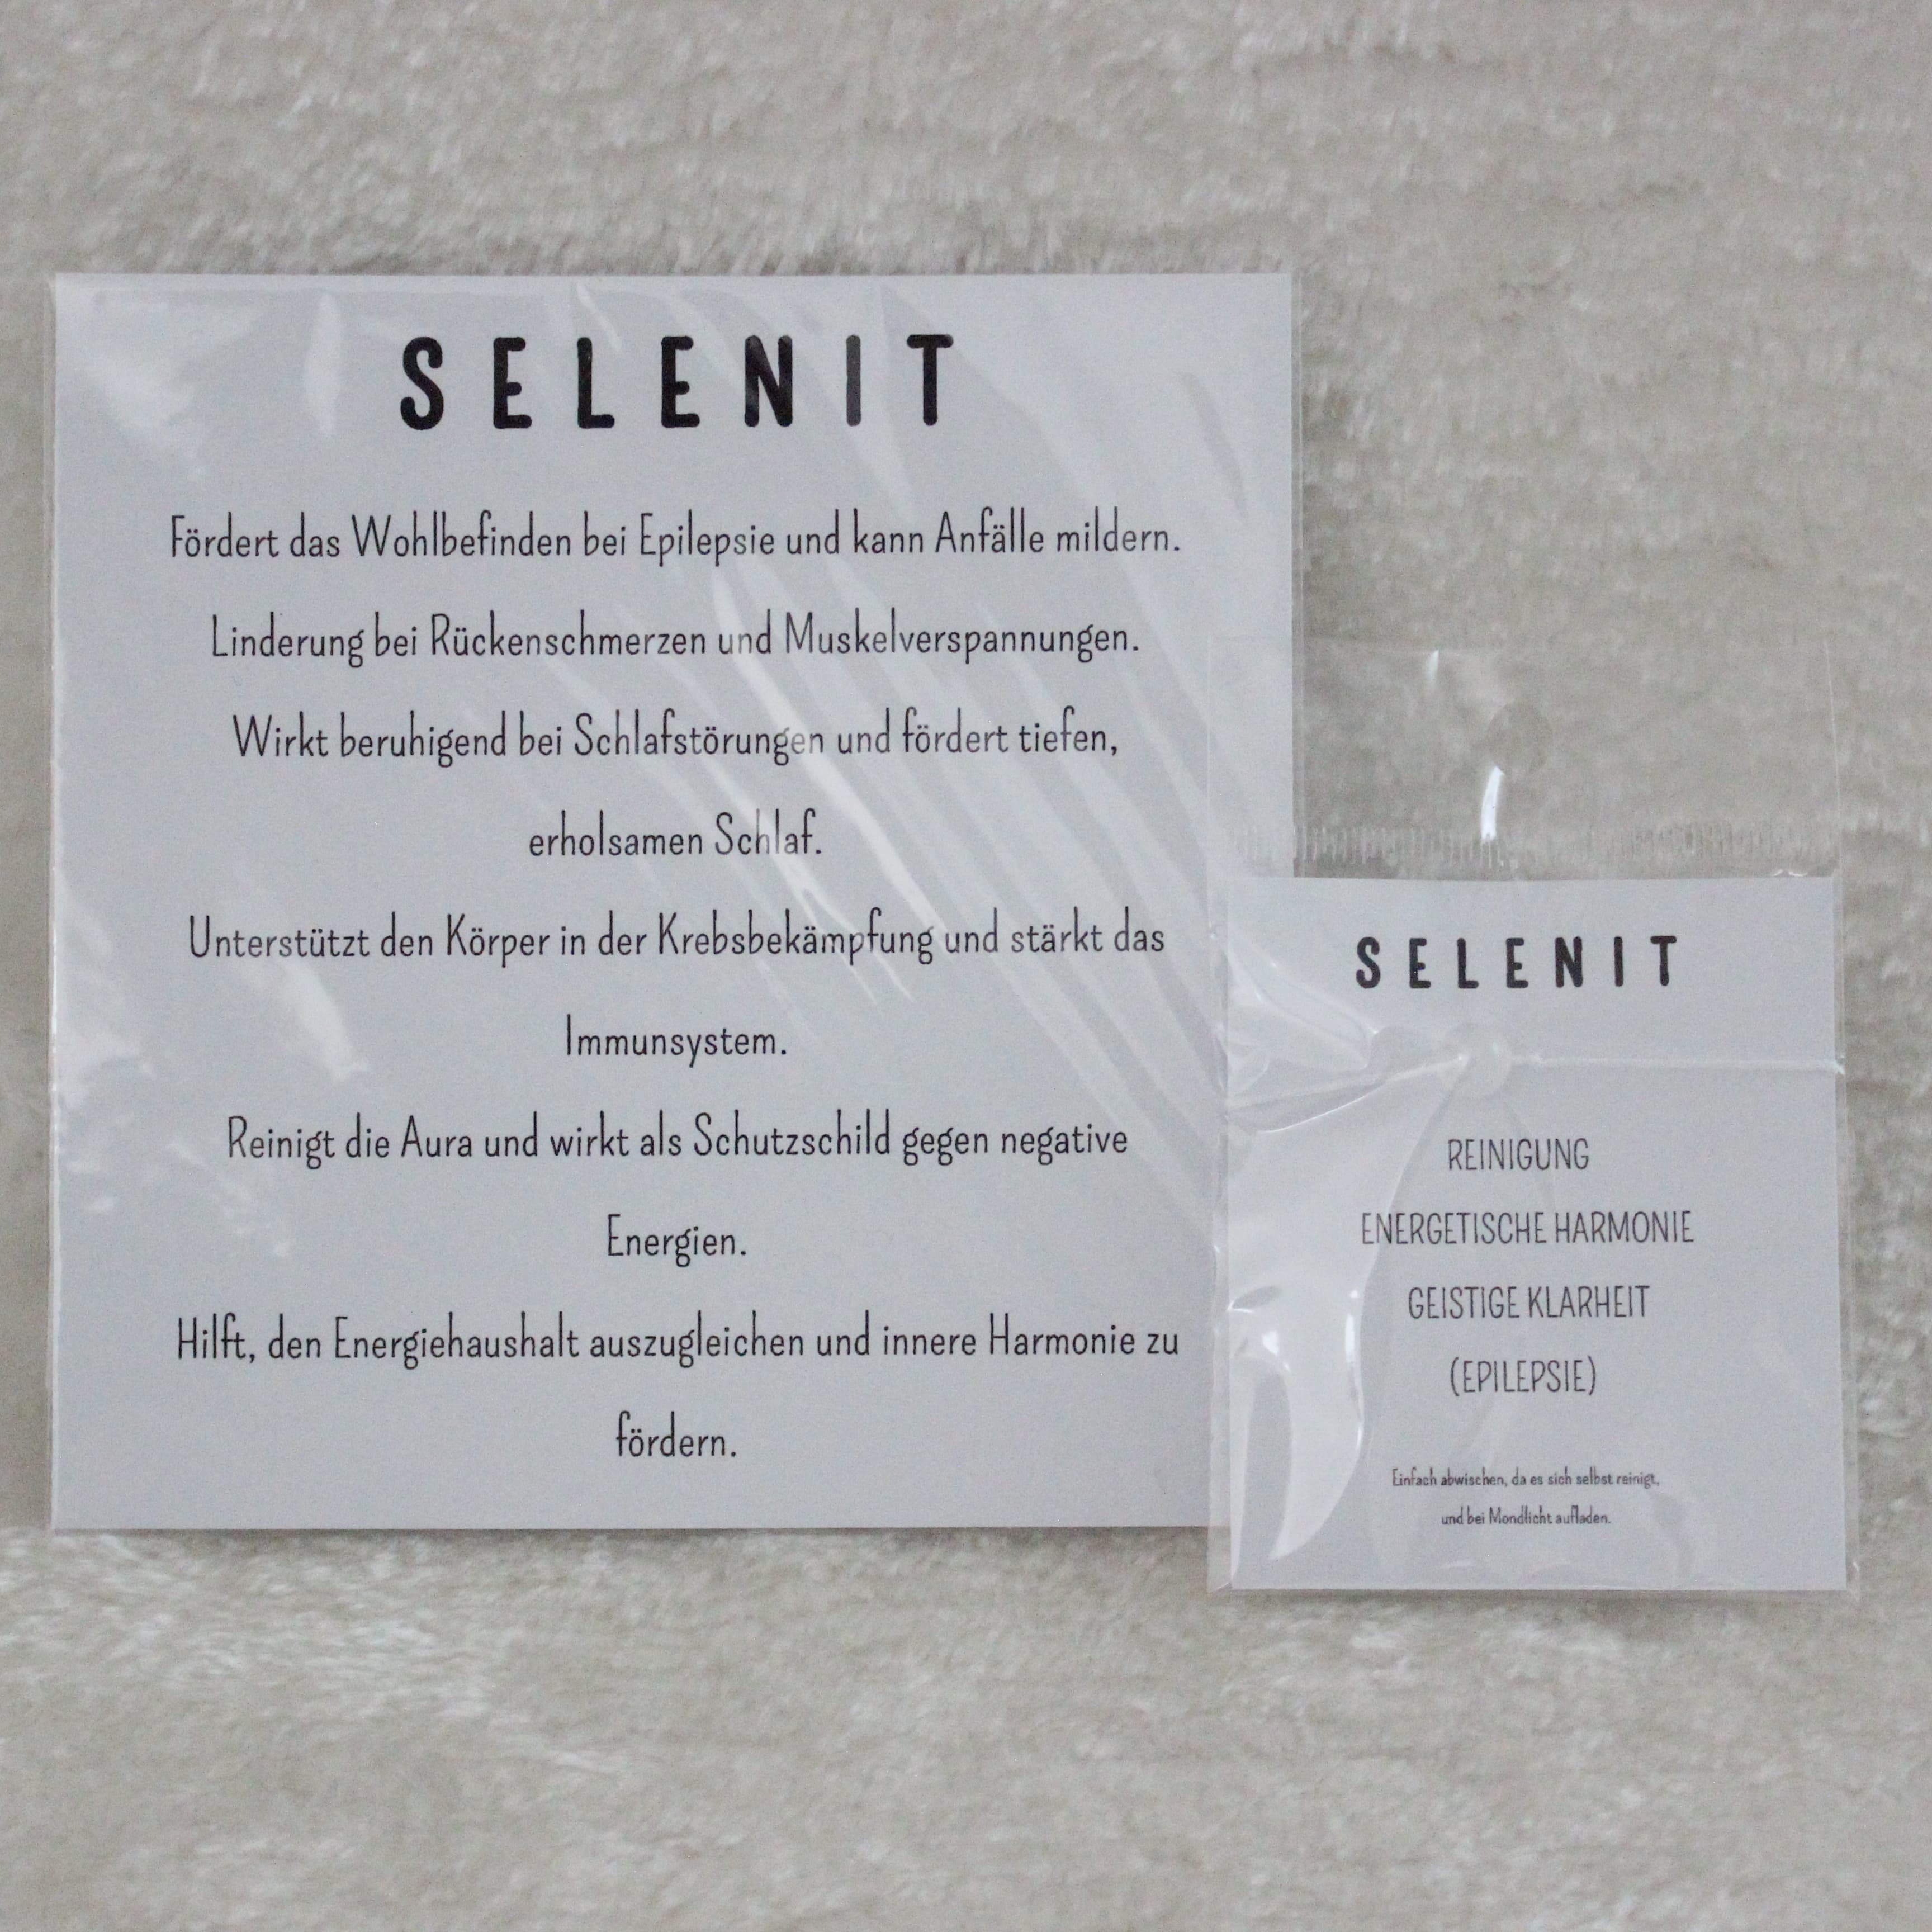 SELENIT
Fördert das Wohlbefinden bei Epilepsie und kann Anfälle mildern.
Linderung bei Rückenschmerzen und Muskelverspannungen.
Wirkt beruhigend bei Schlafstörungen und fördert tiefen,
erholsamen Schlaf.
Unterstützt den Körper in der Krebsbekämpfung und stärkt das
Immunsystem.
Reinigt die Aura und wirkt als Schutzschild gegen negative
Energien.
Hilft, den Energiehaushalt auszugleichen und innere Harmonie zu
fördern.
SELENIT
REINIGUNG
ENERGETISCHE HARMONIE
GEISTIGE KLARHEIT
(EPILEPSIE)
Einfach abwischen, da es sich selbst reinigt,
und bei Mondlicht aufladen.